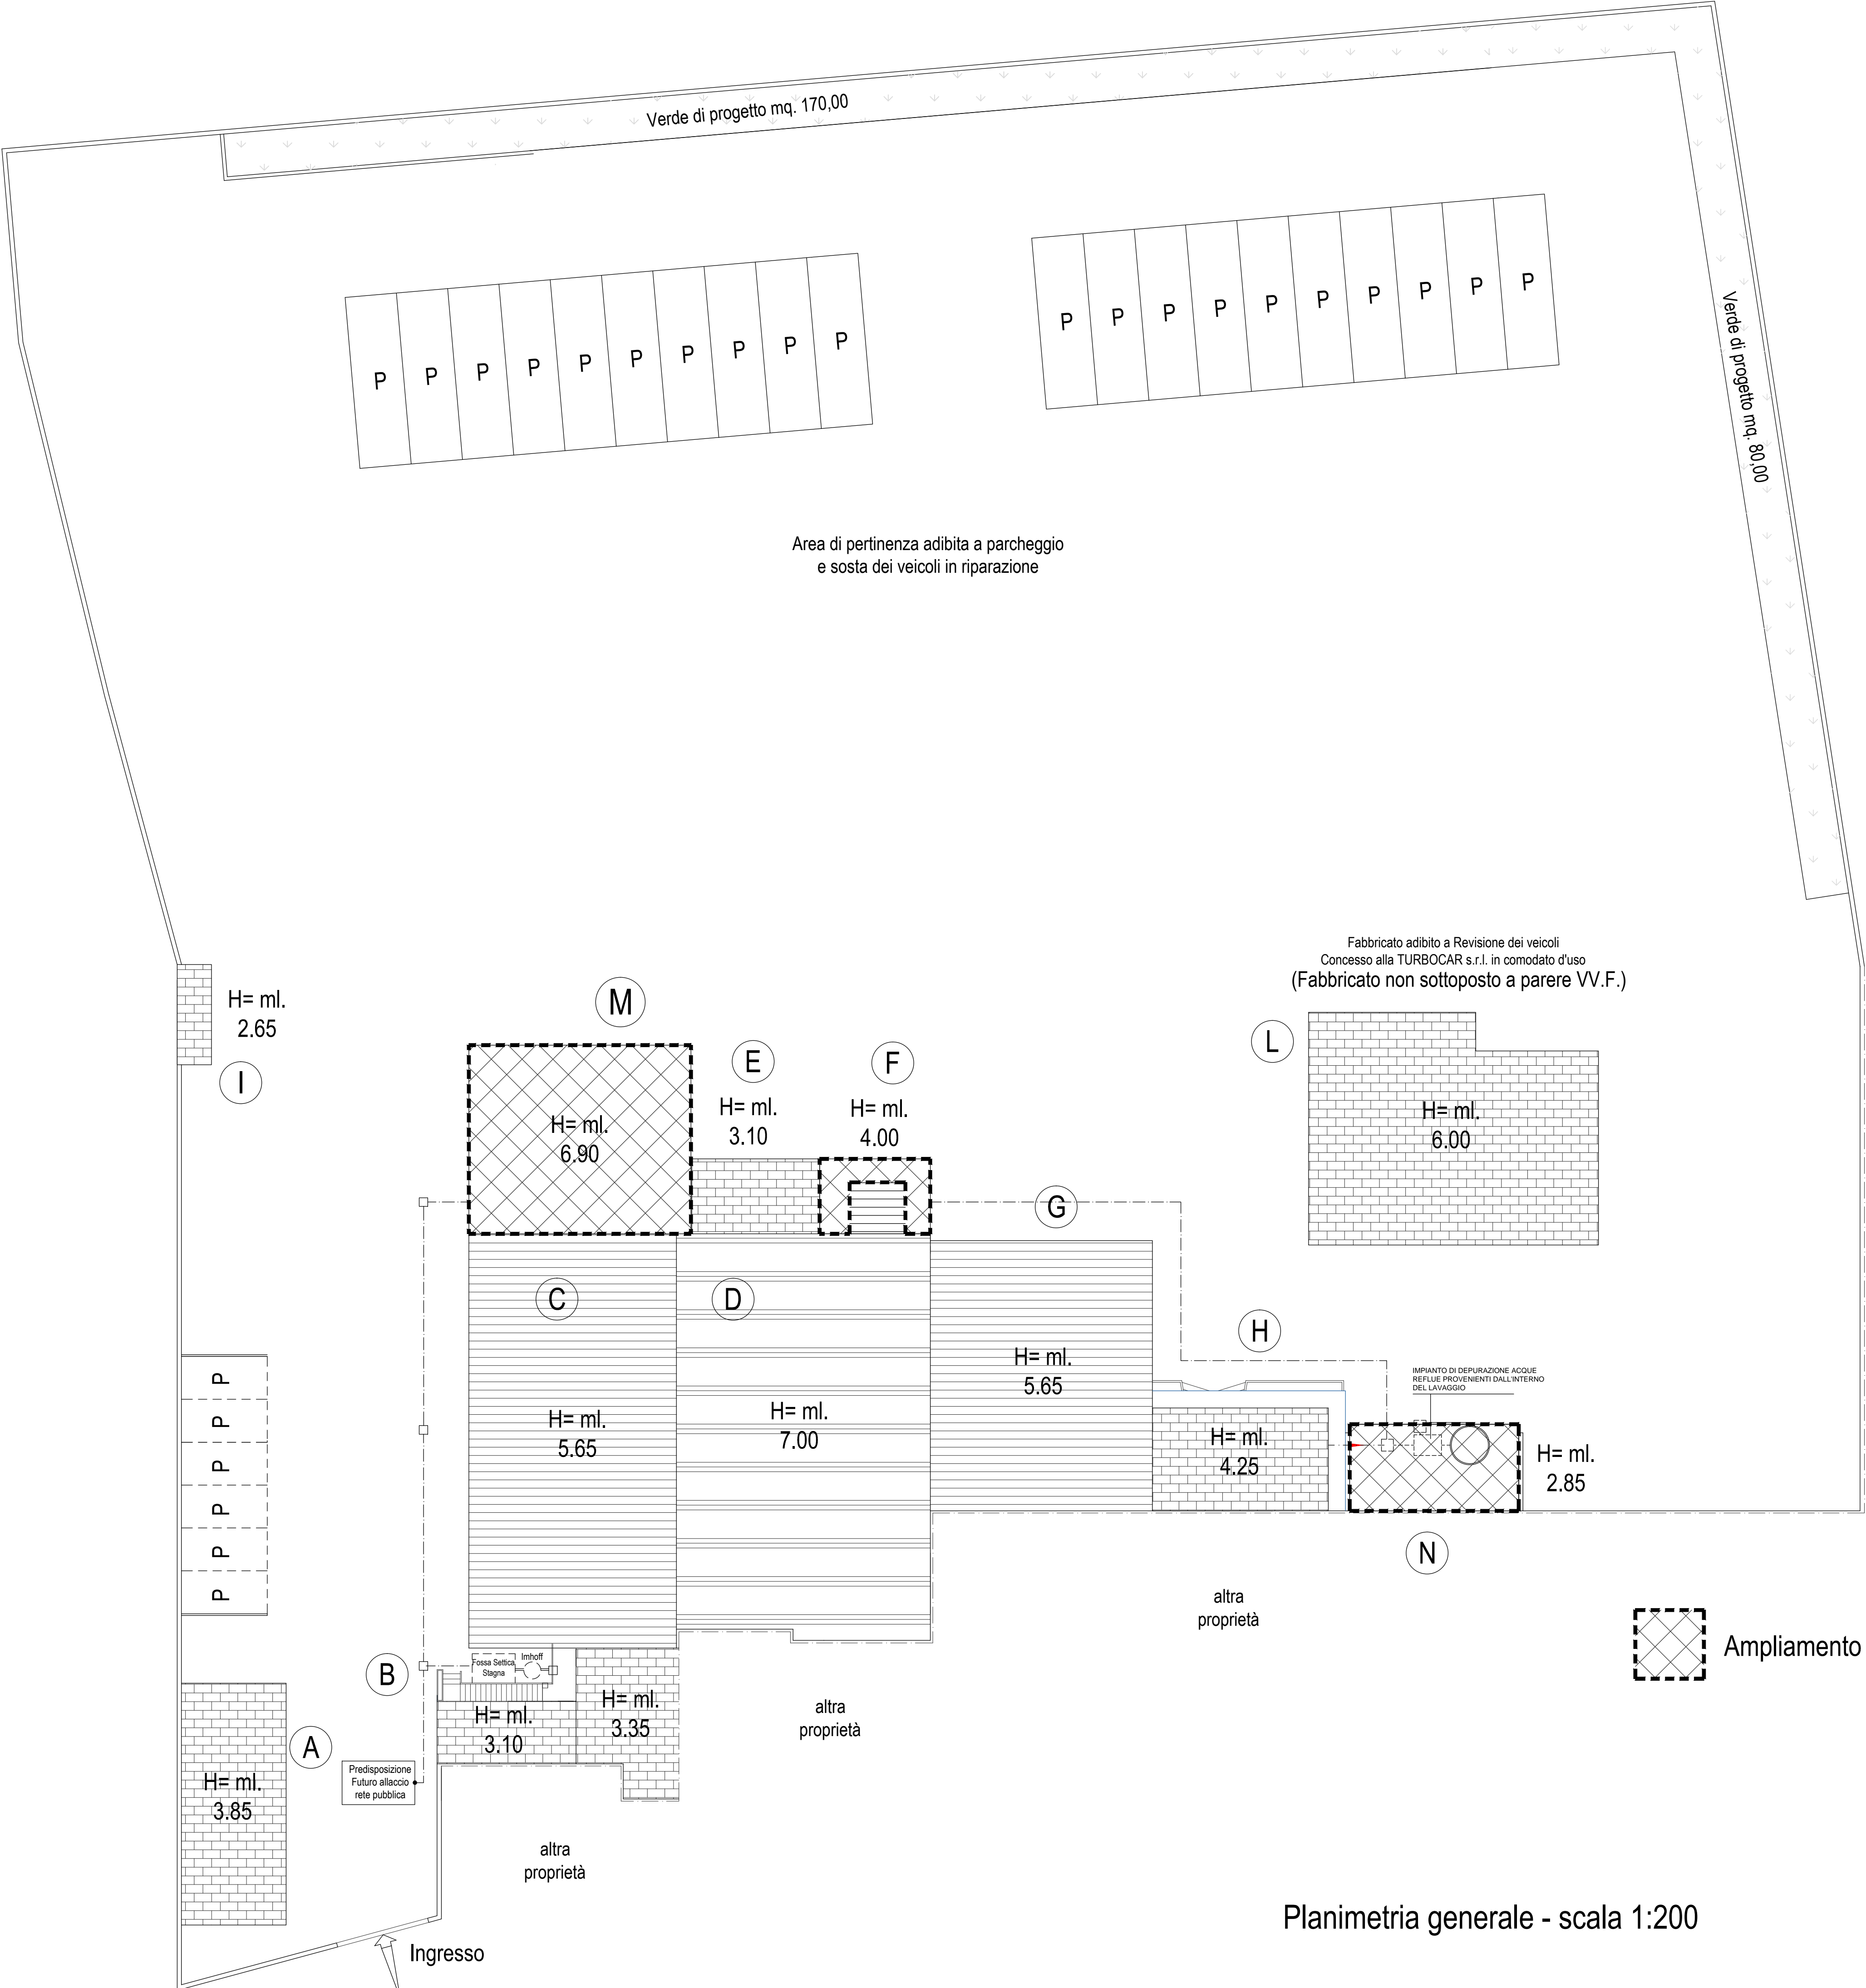 Verde di progetto mq. 170,00
P P P P P P P P P P
P P P P P P P P P P
Verde di progetto mq. 80,00
Area di pertinenza adibita a parcheggio
e sosta dei veicoli in riparazione
Fabbricato adibito a Revisione dei veicoli
Concesso alla TURBOCAR s.r.l. in comodato d'uso
(Fabbricato non sottoposto a parere VV.F.)
H= ml.
2.65
I
M
H= ml.
6.90
E
H= ml.
3.10
F
H= ml.
4.00
L
H= ml.
6.00
G
C
D
H= ml.
5.65
H= ml.
7.00
H= ml.
5.65
H
IMPIANTO DI DEPURAZIONE ACQUE
REFLUE PROVENIENTI DALL'INTERNO
DEL LAVAGGIO
H= ml.
4.25
H= ml.
2.85
N
P
P
P
P
P
P
altra
proprietà
Ampliamento
B
Fossa Settica
Stagna
Imhoff
H= ml.
3.10
H= ml.
3.35
altra
proprietà
A
H= ml.
3.85
Predisposizione
Futuro allaccio
rete pubblica
altra
proprietà
Planimetria generale - scala 1:200
Ingresso